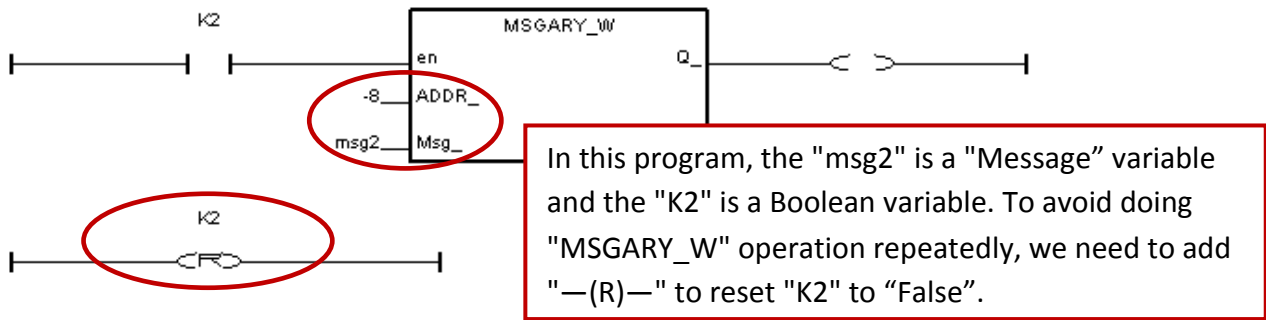 K2
MSGARY_W
en
Q_
-8
ADDR_
msg2
Msg_
In this program, the "msg2" is a "Message” variable
and the "K2" is a Boolean variable. To avoid doing
"MSGARY_W" operation repeatedly, we need to add
"—(R)—" to reset "K2" to “False”.
K2
R